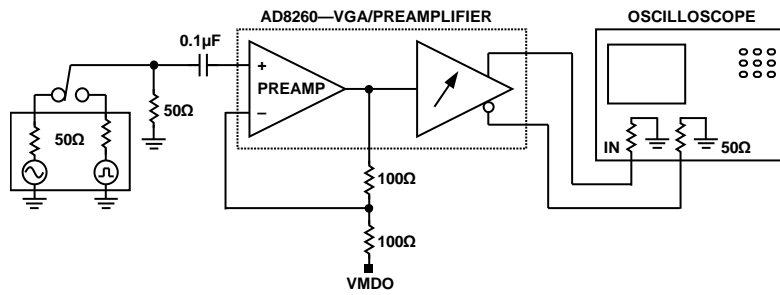 AD8260—VGA/PREAMPLIFIER
OSCILLOSCOPE
0.1µF
+
PREAMP
–
50Ω
50Ω
IN
50Ω
100Ω
100Ω
VMDO